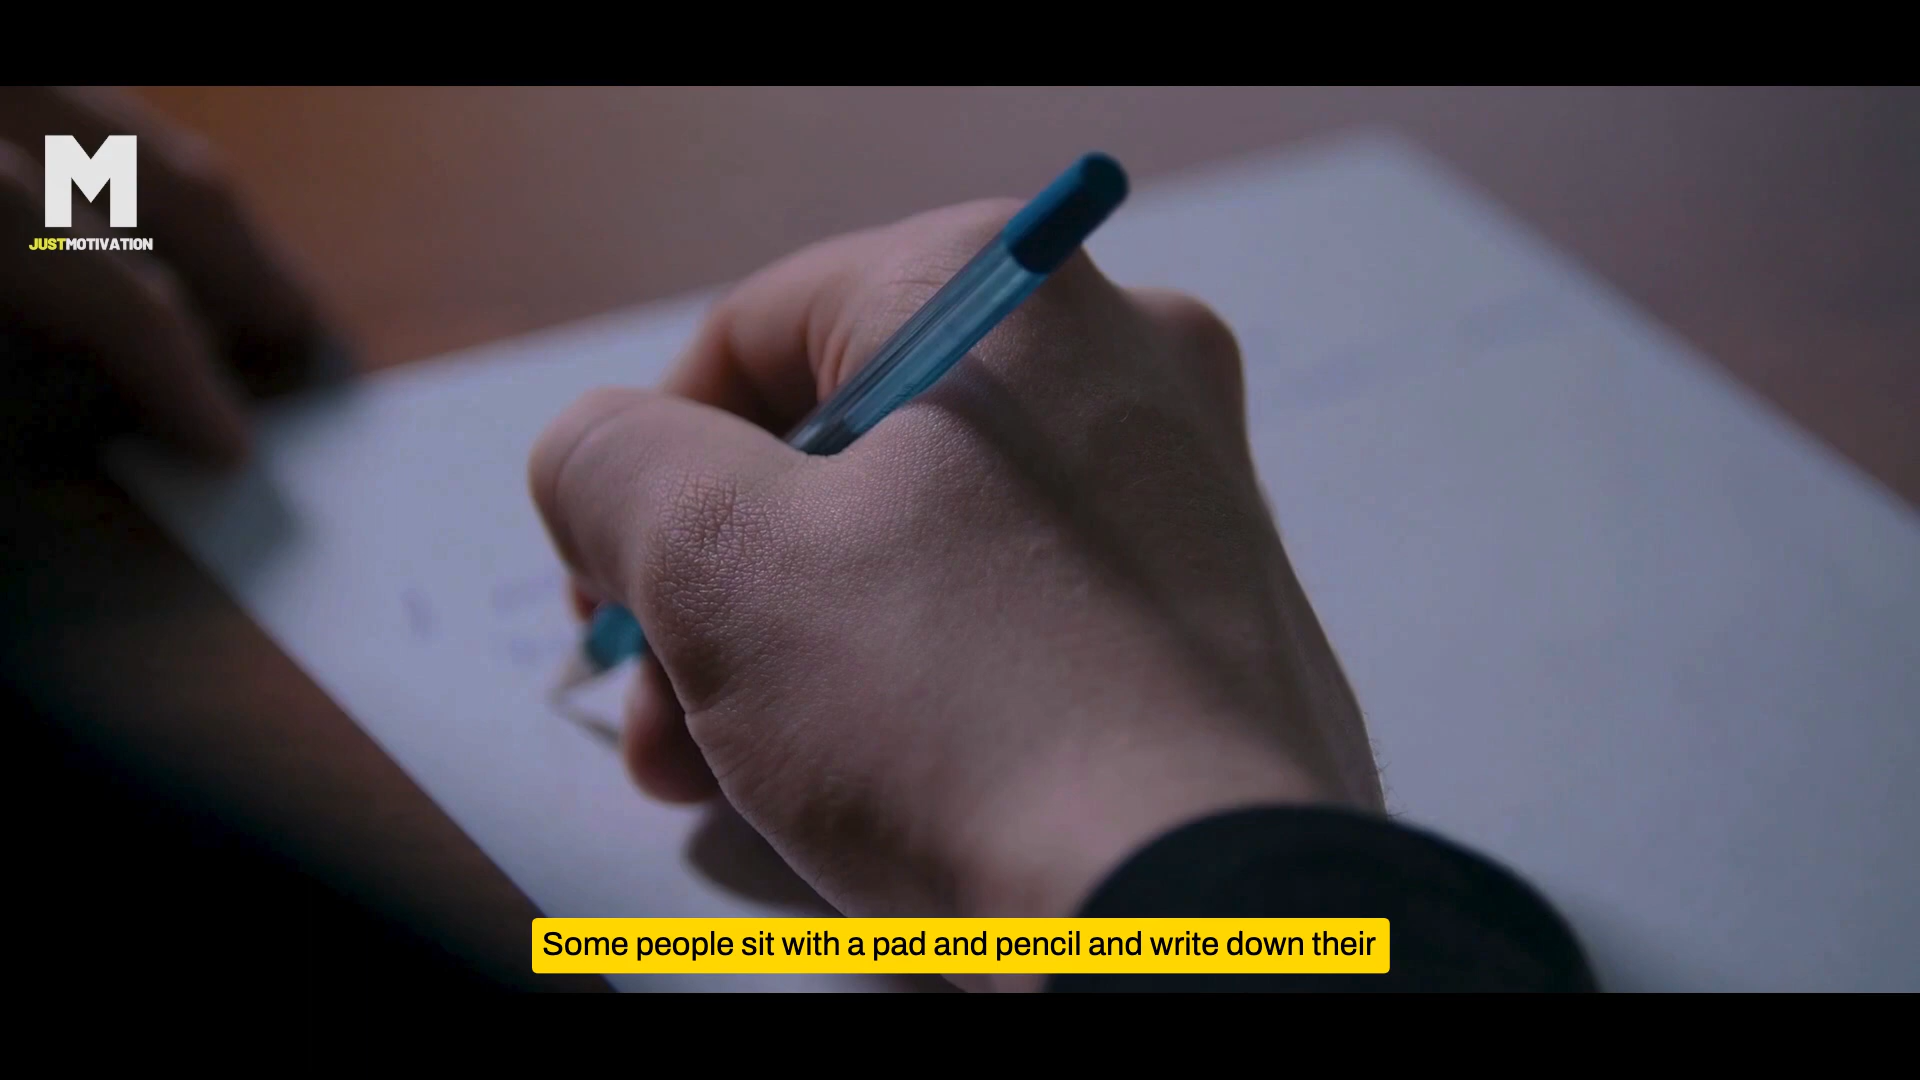 M
JUSTMOTIVATION
Some people sit with a pad and pencil and write down their